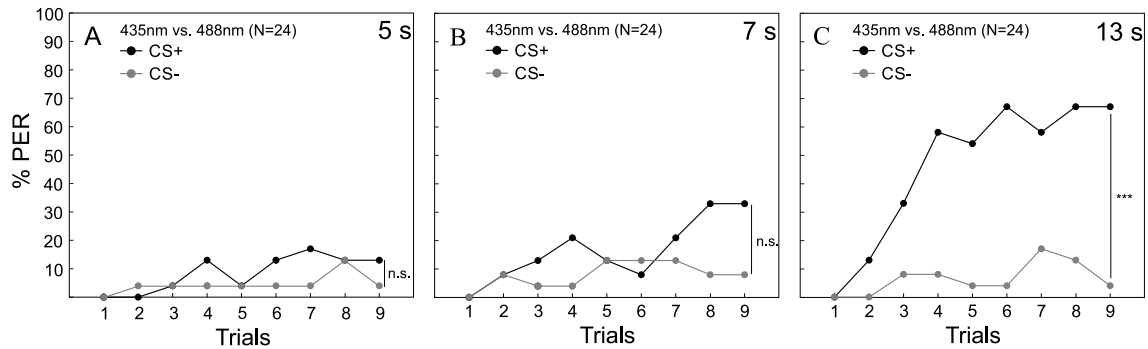 A 435nm vs. 488nm (N=24) 5 s
CS+
CS-
n.s.
B 435nm vs. 488nm (N=24) 7 s
CS+
CS-
n.s.
C 435nm vs. 488nm (N=24) 13 s
CS+
CS-
***
% PER
100
90
80
70
60
50
40
30
20
10
1 2 3 4 5 6 7 8 9
Trials
1 2 3 4 5 6 7 8 9
Trials
1 2 3 4 5 6 7 8 9
Trials